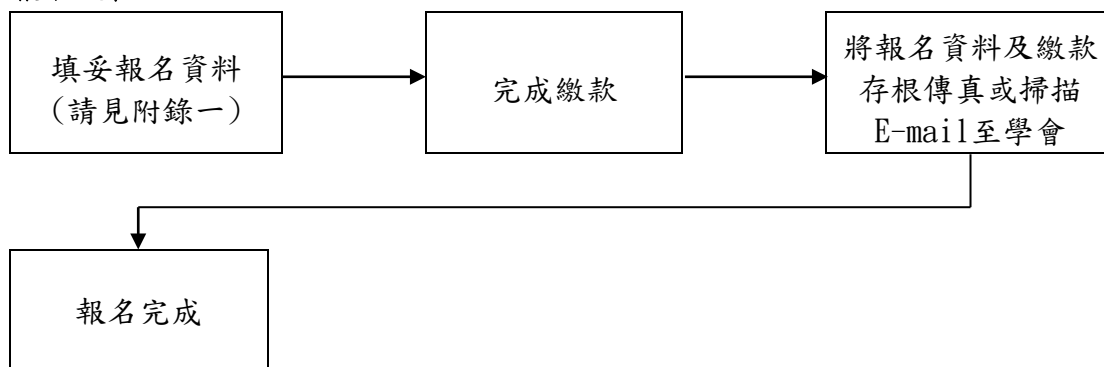 填妥報名資料
(請見附錄一)
完成繳款
將報名資料及繳款
存根傳真或掃描
E-mail至學會
報名完成